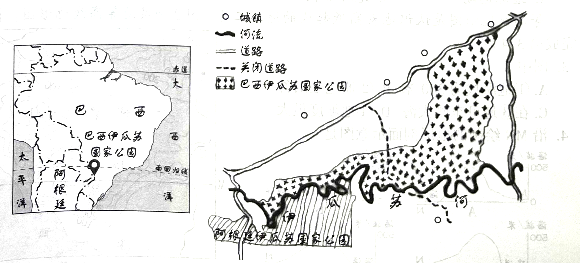 城镇
河流
道路
关闭道路
巴西伊瓜苏国家公园
赤道
大
西
洋
巴
西
巴西伊瓜苏
国家公园
南回归线
太
平
洋
阿
根
廷
伊瓜苏河
阿根廷伊瓜苏国家公园
500
500